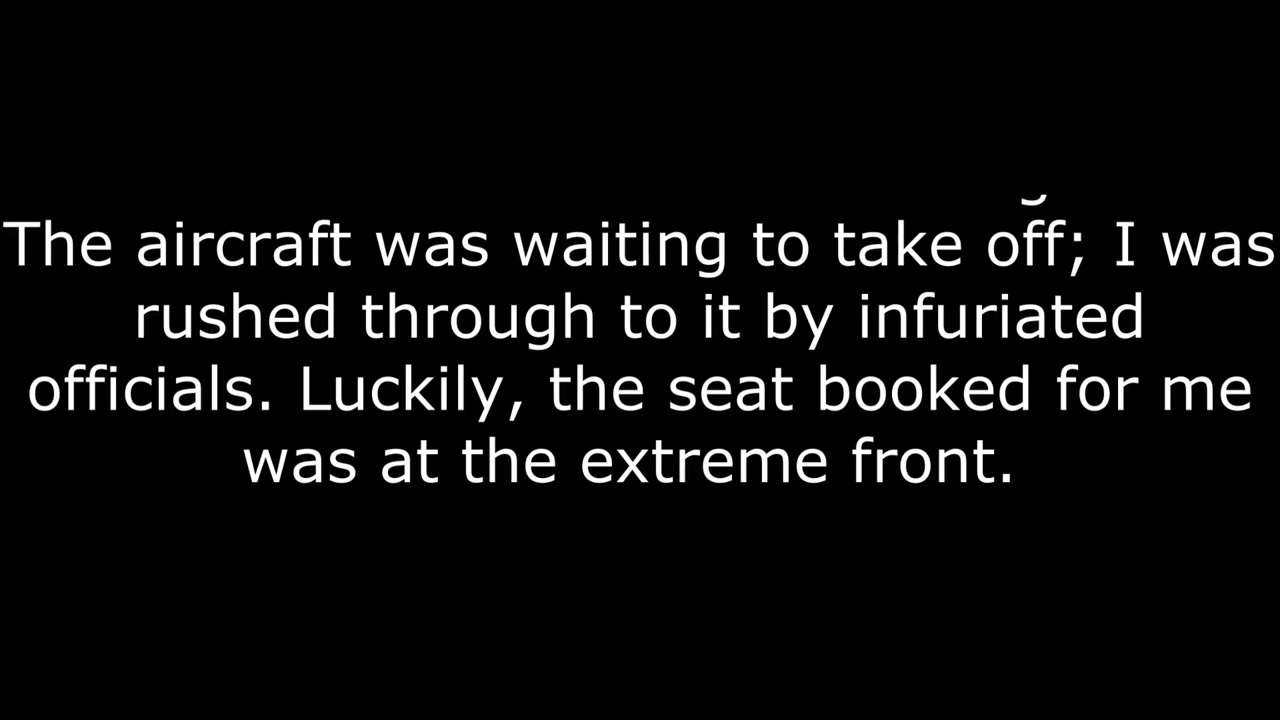 The aircraft was waiting to take off; I was
rushed through to it by infuriated
officials. Luckily, the seat booked for me
was at the extreme front.